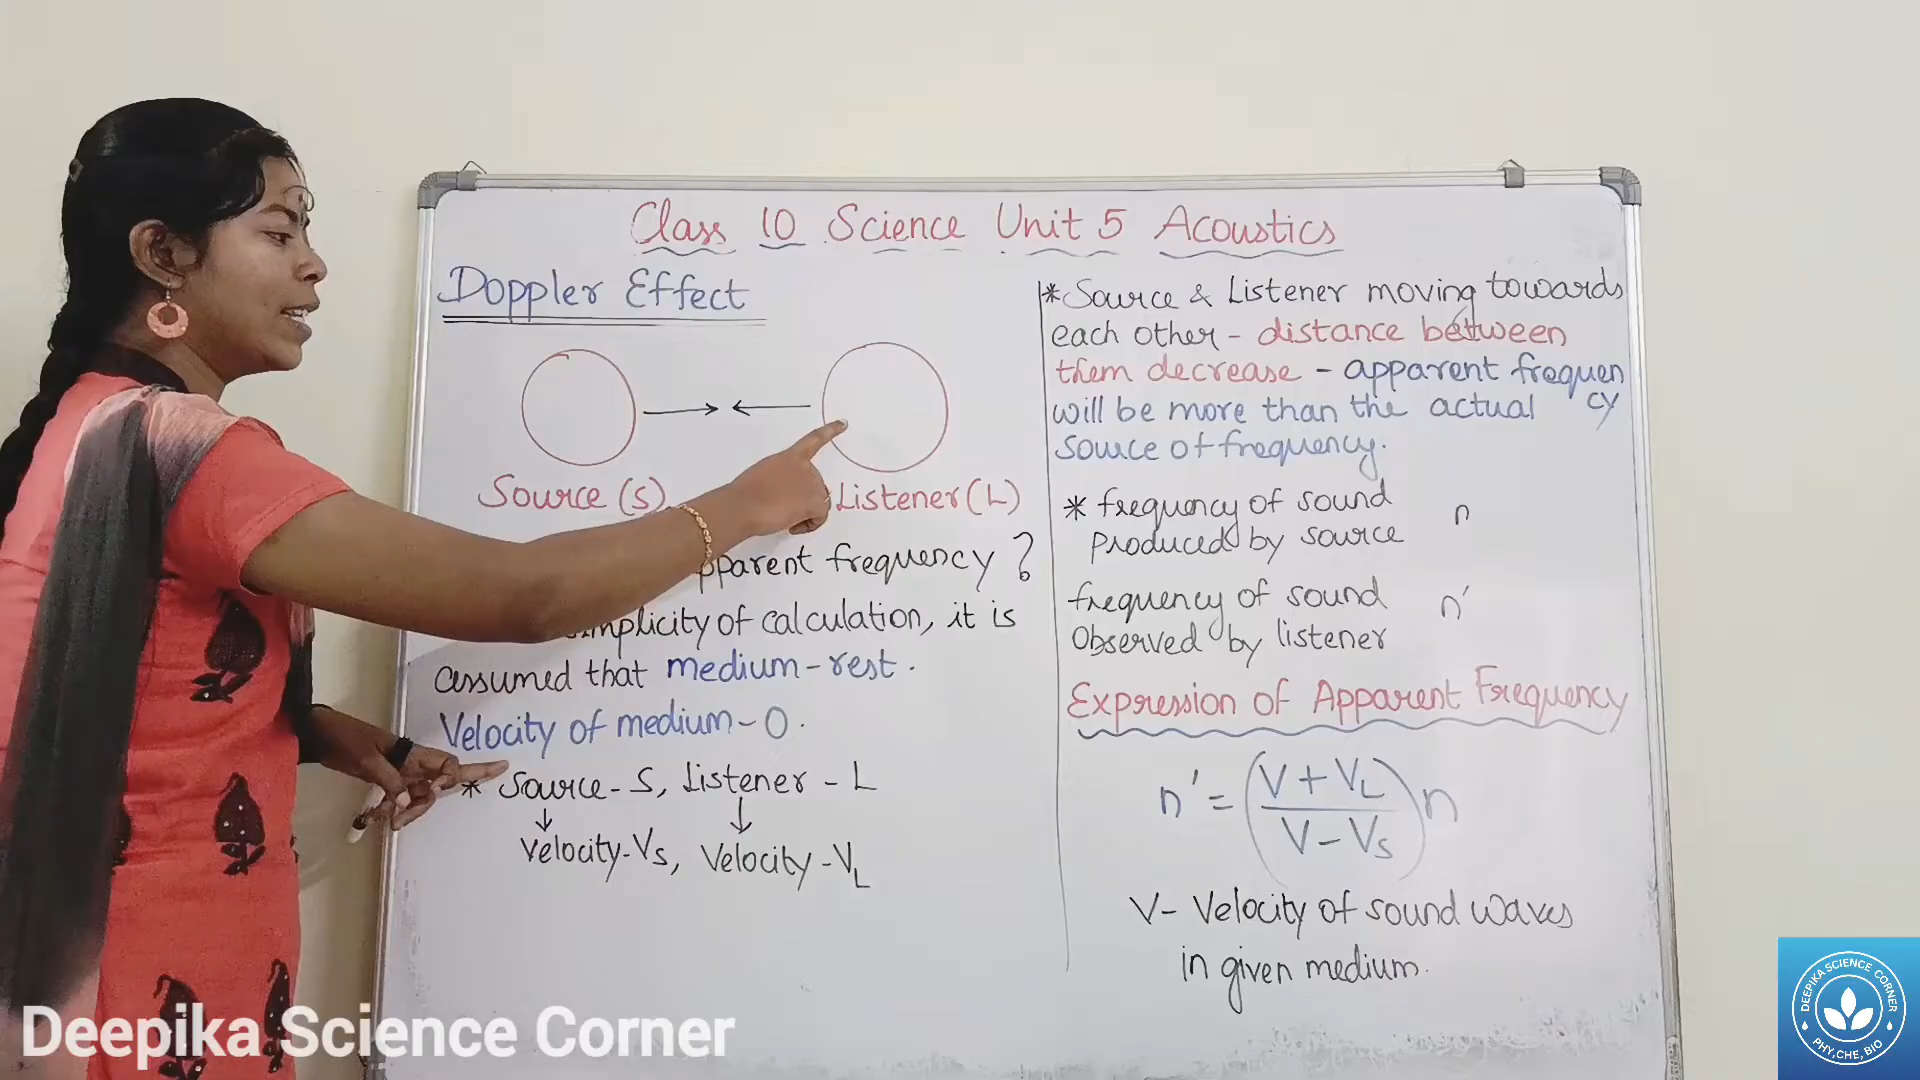 Class 10 Science Unit 5 Acoustics
Doppler Effect
Source (S)
Listener (L)
pparent frequency ?
simplicity of calculation, it is
assumed that medium - rest.
Velocity of medium - 0.
* Source - S, Listener - L
↓ ↓
Velocity - Vs, Velocity - VL
* Source & Listener moving towards
each other - distance between
them decrease - apparent frequen
will be more than the actual cy
source of frequency.
* frequency of sound n
Produced by source
frequency of sound n′
Observed by listener
Expression of Apparent Frequency
n′ = (V + VL / V - Vs) n
V - Velocity of sound waves
in given medium.
Deepika Science Corner
DEEPIKA SCIENCE CORNER
PHY, CHE, BIO